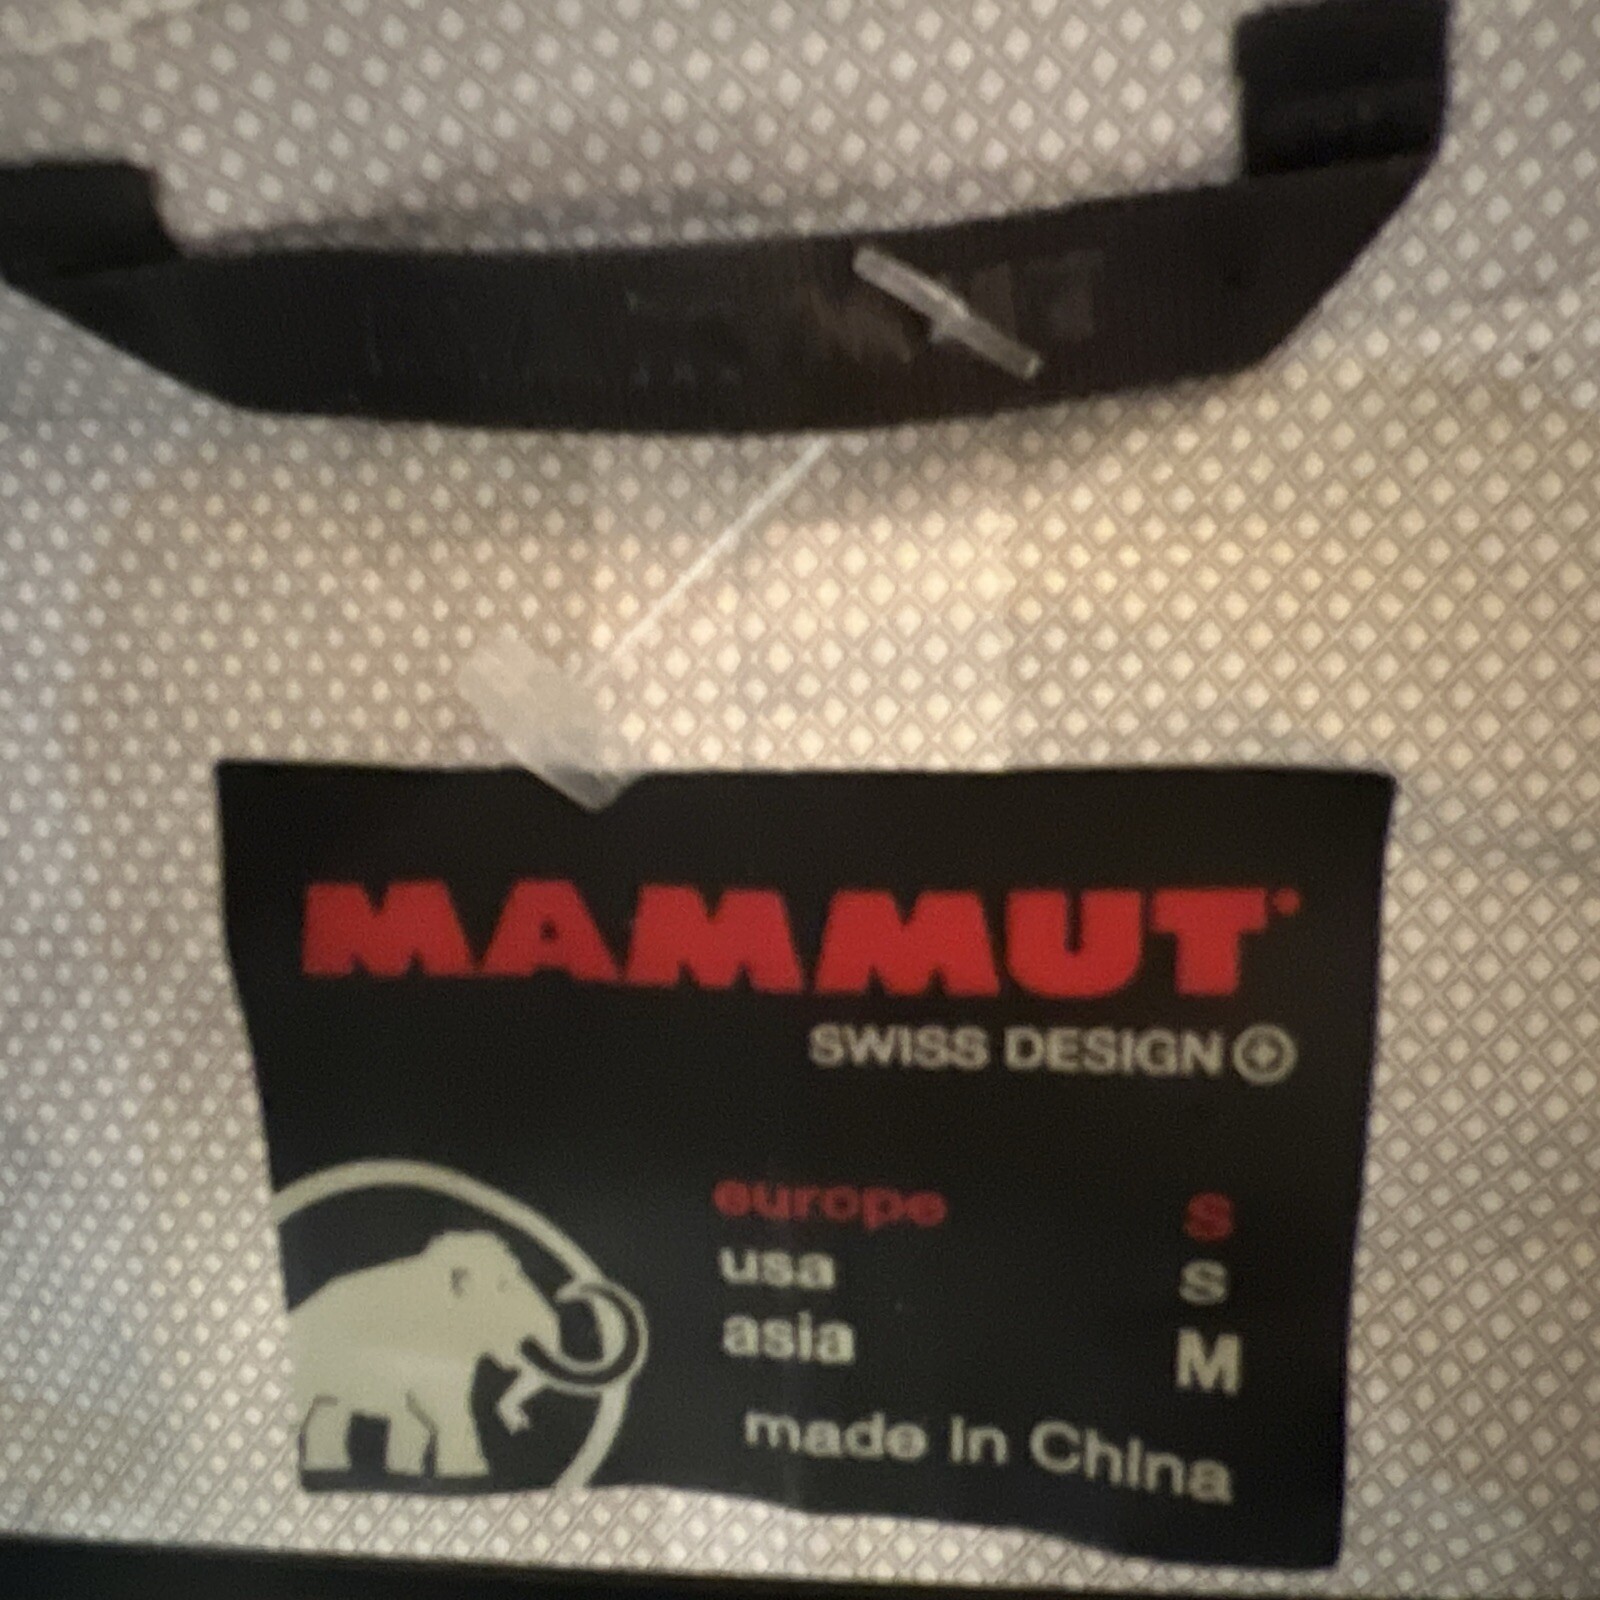 MAMMUT
SWISS DESIGN
europe S
usa S
asia M
made in China